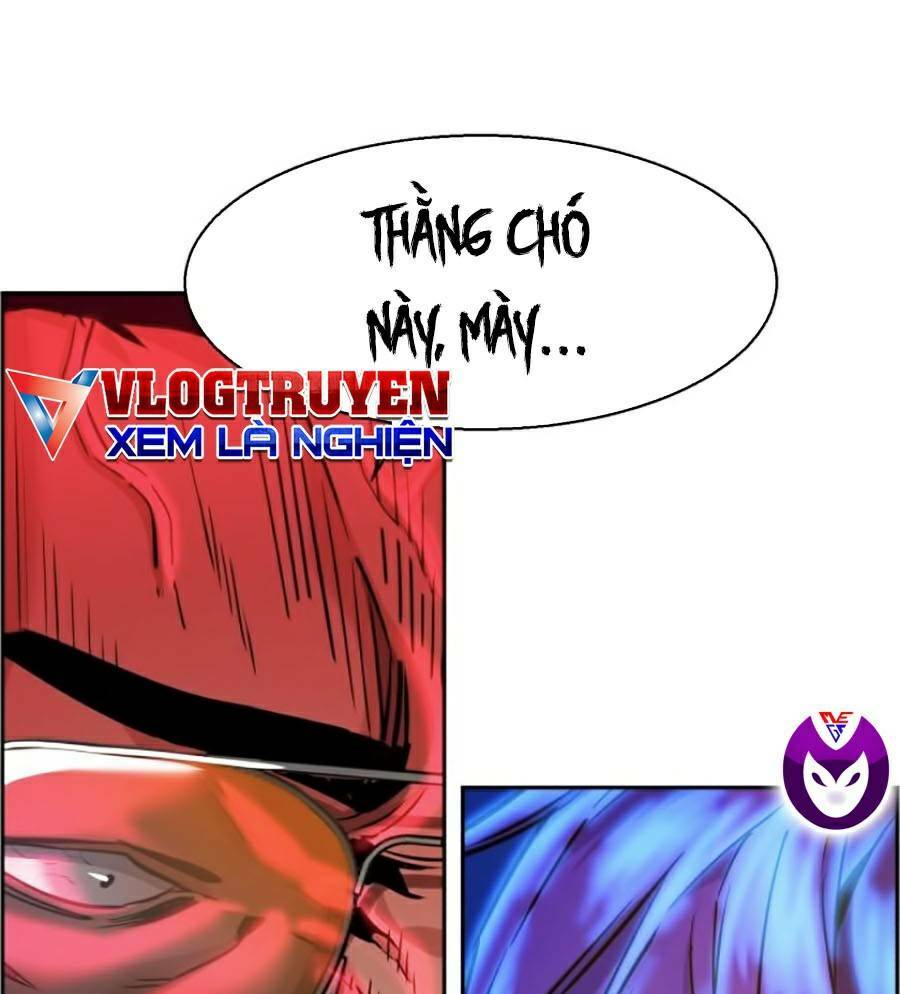 THẰNG CHÓ
NÀY, MÀY...
VLOGTRUYEN
XEM LÀ NGHIỆN